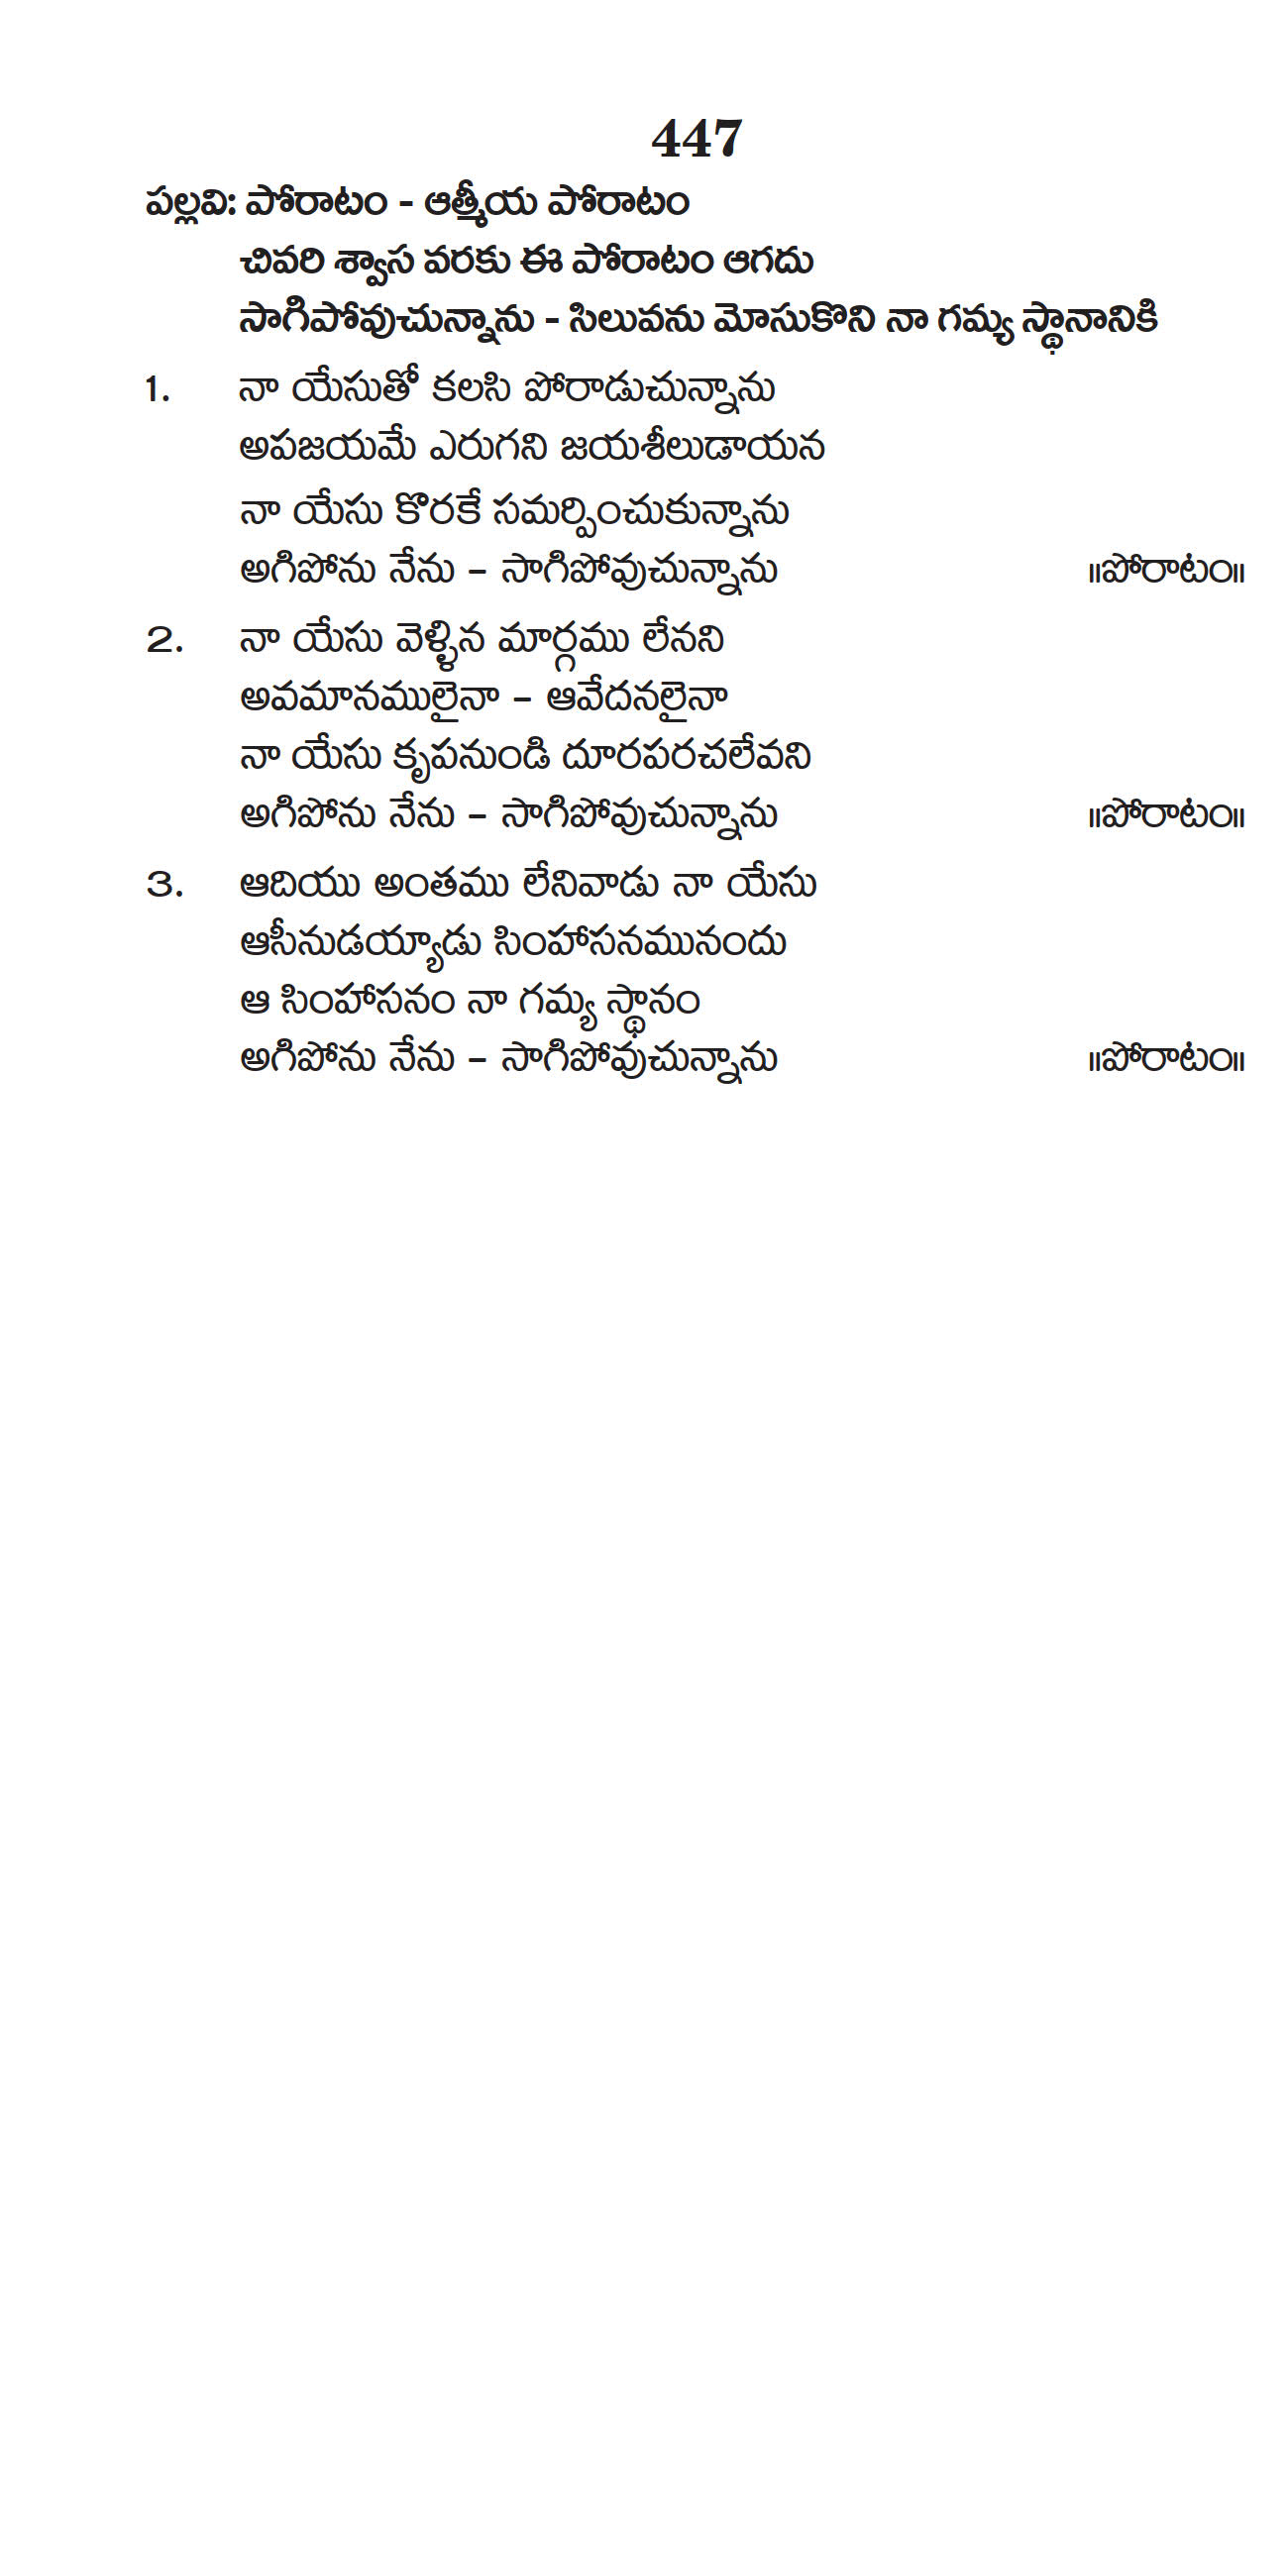 447
పల్లవి: పోరాటం - ఆత్మీయ పోరాటం
చివరి శ్వాస వరకు ఈ పోరాటం ఆగదు
సాగిపోవుచున్నాను - సిలువను మోసుకొని నా గమ్య స్థానానికి
1. నా యేసుతో కలసి పోరాడుచున్నాను
అపజయమే ఎరుగని జయశీలుడాయన
నా యేసు కొరకే సమర్పించుకున్నాను
అగిపోను నేను – సాగిపోవుచున్నాను ॥పోరాటం॥
2. నా యేసు వెళ్ళిన మార్గము లేనని
అవమానములైనా – ఆవేదనలైనా
నా యేసు కృపనుండి దూరపరచలేవని
అగిపోను నేను – సాగిపోవుచున్నాను ॥పోరాటం॥
3. ఆదియు అంతము లేనివాడు నా యేసు
ఆసీనుడయ్యాడు సింహాసనమునందు
ఆ సింహాసనం నా గమ్య స్థానం
అగిపోను నేను – సాగిపోవుచున్నాను ॥పోరాటం॥